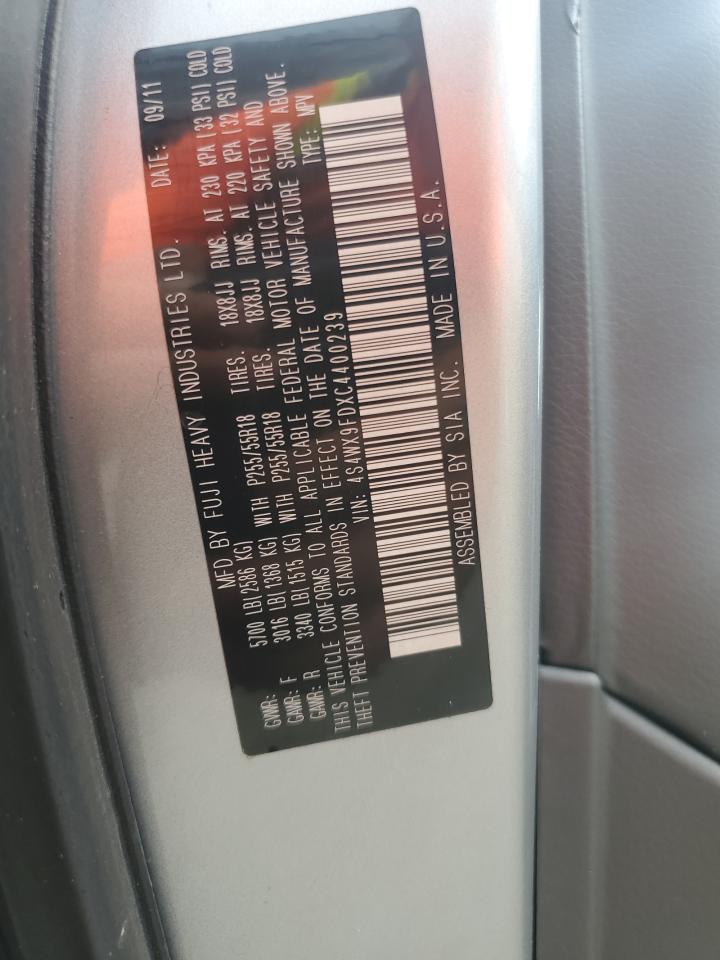 MFD BY FUJI HEAVY INDUSTRIES LTD. DATE: 09/11
GVWR: 5700 LB(2586 KG)
GAWR: F 3016 LB(1368 KG) WITH P255/55R18 TIRES. 18X8JJ RIMS. AT 230 KPA (33 PSI) COLD
GAWR: R 3340 LB(1515 KG) WITH P255/55R18 TIRES. 18X8JJ RIMS. AT 220 KPA (32 PSI) COLD
THIS VEHICLE CONFORMS TO ALL APPLICABLE FEDERAL MOTOR VEHICLE SAFETY AND
THEFT PREVENTION STANDARDS IN EFFECT ON THE DATE OF MANUFACTURE SHOWN ABOVE.
VIN: 4S4WX9FDXC4400239 TYPE: MPV
ASSEMBLED BY SIA INC. MADE IN U.S.A.